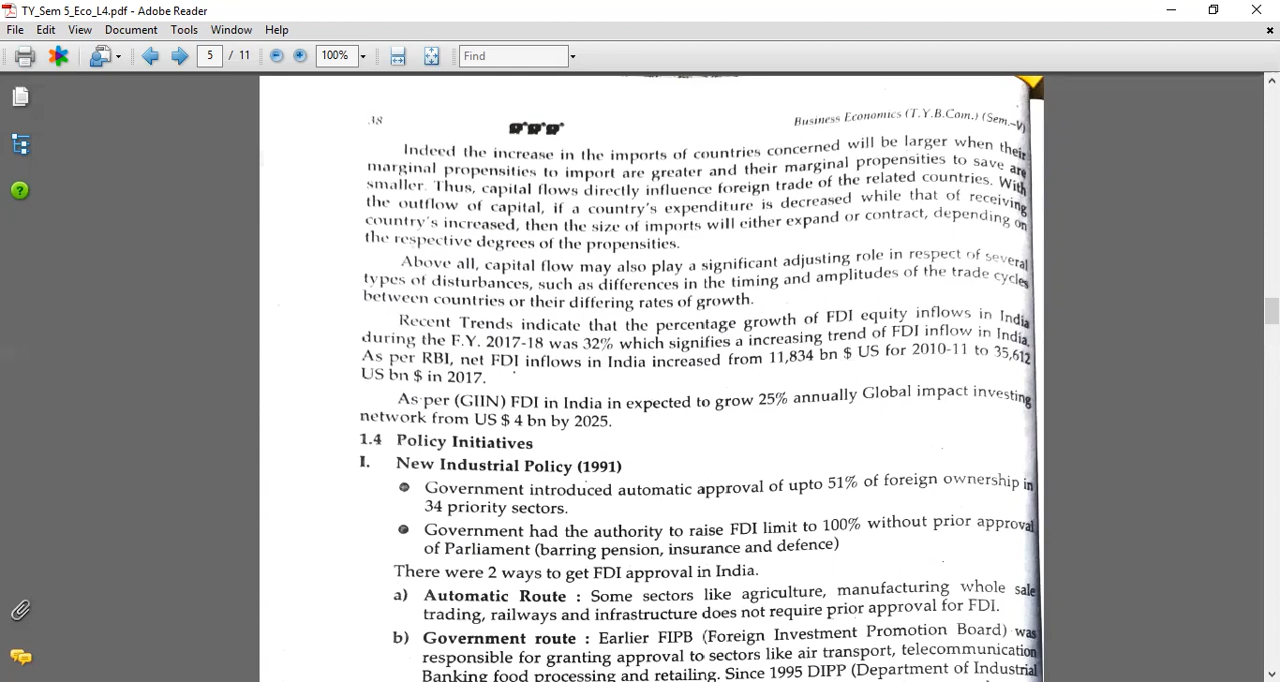 TY_Sem 5_Eco_L4.pdf - Adobe Reader
File Edit View Document Tools Window Help
5 / 11 100% Find
38 Business Economics (T.Y.B.Com.) (Sem.-V)
Indeed the increase in the imports of countries concerned will be larger when their
marginal propensities to import are greater and their marginal propensities to save are
smaller. Thus, capital flows directly influence foreign trade of the related countries. With
the outflow of capital, if a country's expenditure is decreased while that of receiving
country's increased, then the size of imports will either expand or contract, depending on
the respective degrees of the propensities.
Above all, capital flow may also play a significant adjusting role in respect of several
types of disturbances, such as differences in the timing and amplitudes of the trade cycles
between countries or their differing rates of growth.
Recent Trends indicate that the percentage growth of FDI equity inflows in India
during the F.Y. 2017-18 was 32% which signifies a increasing trend of FDI inflow in India.
As per RBI, net FDI inflows in India increased from 11,834 bn $ US for 2010-11 to 35,612
US bn $ in 2017.
As per (GIIN) FDI in India in expected to grow 25% annually Global impact investing
network from US $ 4 bn by 2025.
1.4 Policy Initiatives
I. New Industrial Policy (1991)
● Government introduced automatic approval of upto 51% of foreign ownership in
34 priority sectors.
● Government had the authority to raise FDI limit to 100% without prior approval
of Parliament (barring pension, insurance and defence)
There were 2 ways to get FDI approval in India.
a) Automatic Route : Some sectors like agriculture, manufacturing whole sale
trading, railways and infrastructure does not require prior approval for FDI.
b) Government route : Earlier FIPB (Foreign Investment Promotion Board) was
responsible for granting approval to sectors like air transport, telecommunication
Banking food processing and retailing. Since 1995 DIPP (Department of Industrial